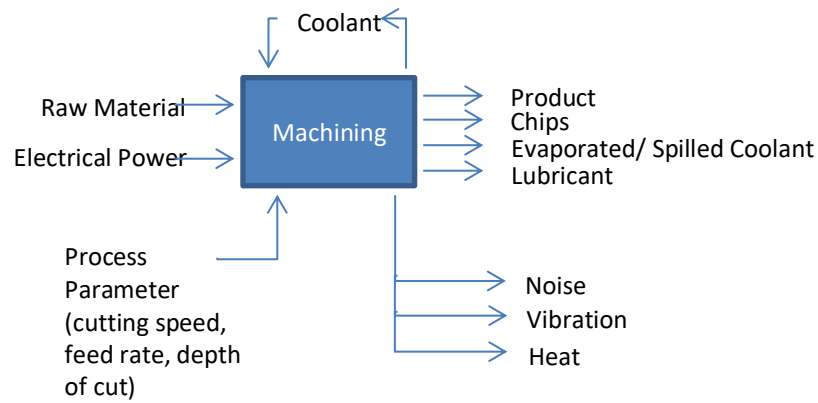 Coolant
Raw Material
Electrical Power
Machining
Product
Chips
Evaporated/ Spilled Coolant
Lubricant
Process
Parameter
(cutting speed,
feed rate, depth
of cut)
Noise
Vibration
Heat